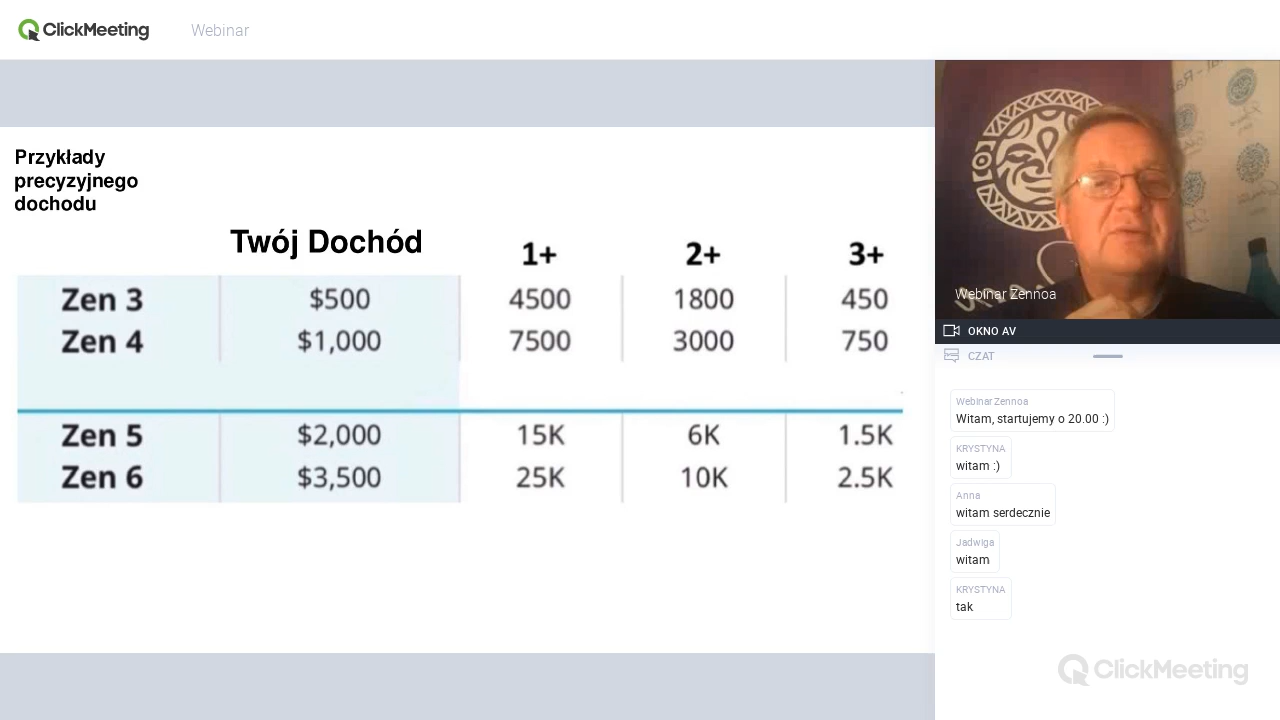 ClickMeeting
Webinar
Przykłady
precyzyjnego
dochodu
Twój Dochód
1+
2+
3+
Zen 3
$500
4500
1800
450
Zen 4
$1,000
7500
3000
750
Zen 5
$2,000
15K
6K
1.5K
Zen 6
$3,500
25K
10K
2.5K
Webinar Zennoa
OKNO AV
CZAT
Webinar Zennoa
Witam, startujemy o 20.00 :)
KRYSTYNA
witam :)
Anna
witam serdecznie
Jadwiga
witam
KRYSTYNA
tak
ClickMeeting